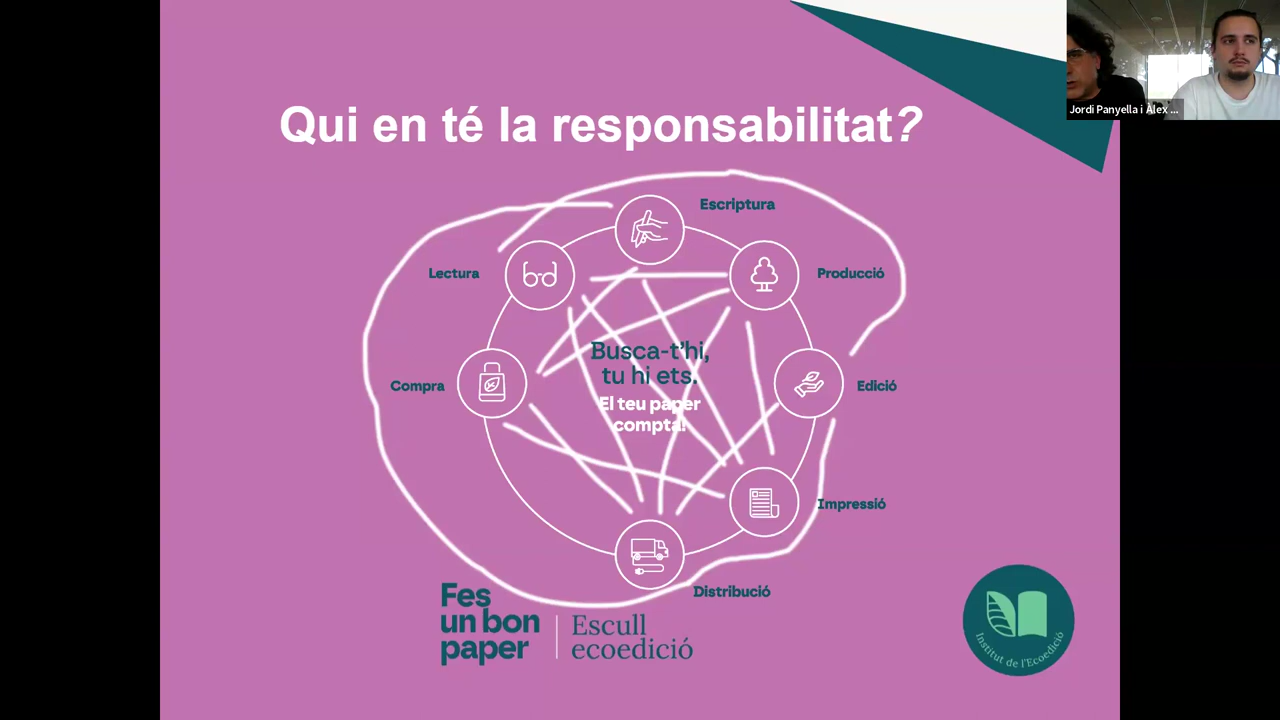 Jordi Panyella i Àlex ...
Qui en té la responsabilitat?
Escriptura
Lectura
Producció
Busca-t'hi,
tu hi ets.
El teu paper
compta!
Compra
Edició
Impressió
Distribució
Fes
un bon
paper
Escull
ecoedició
Institut de l'Ecoedició